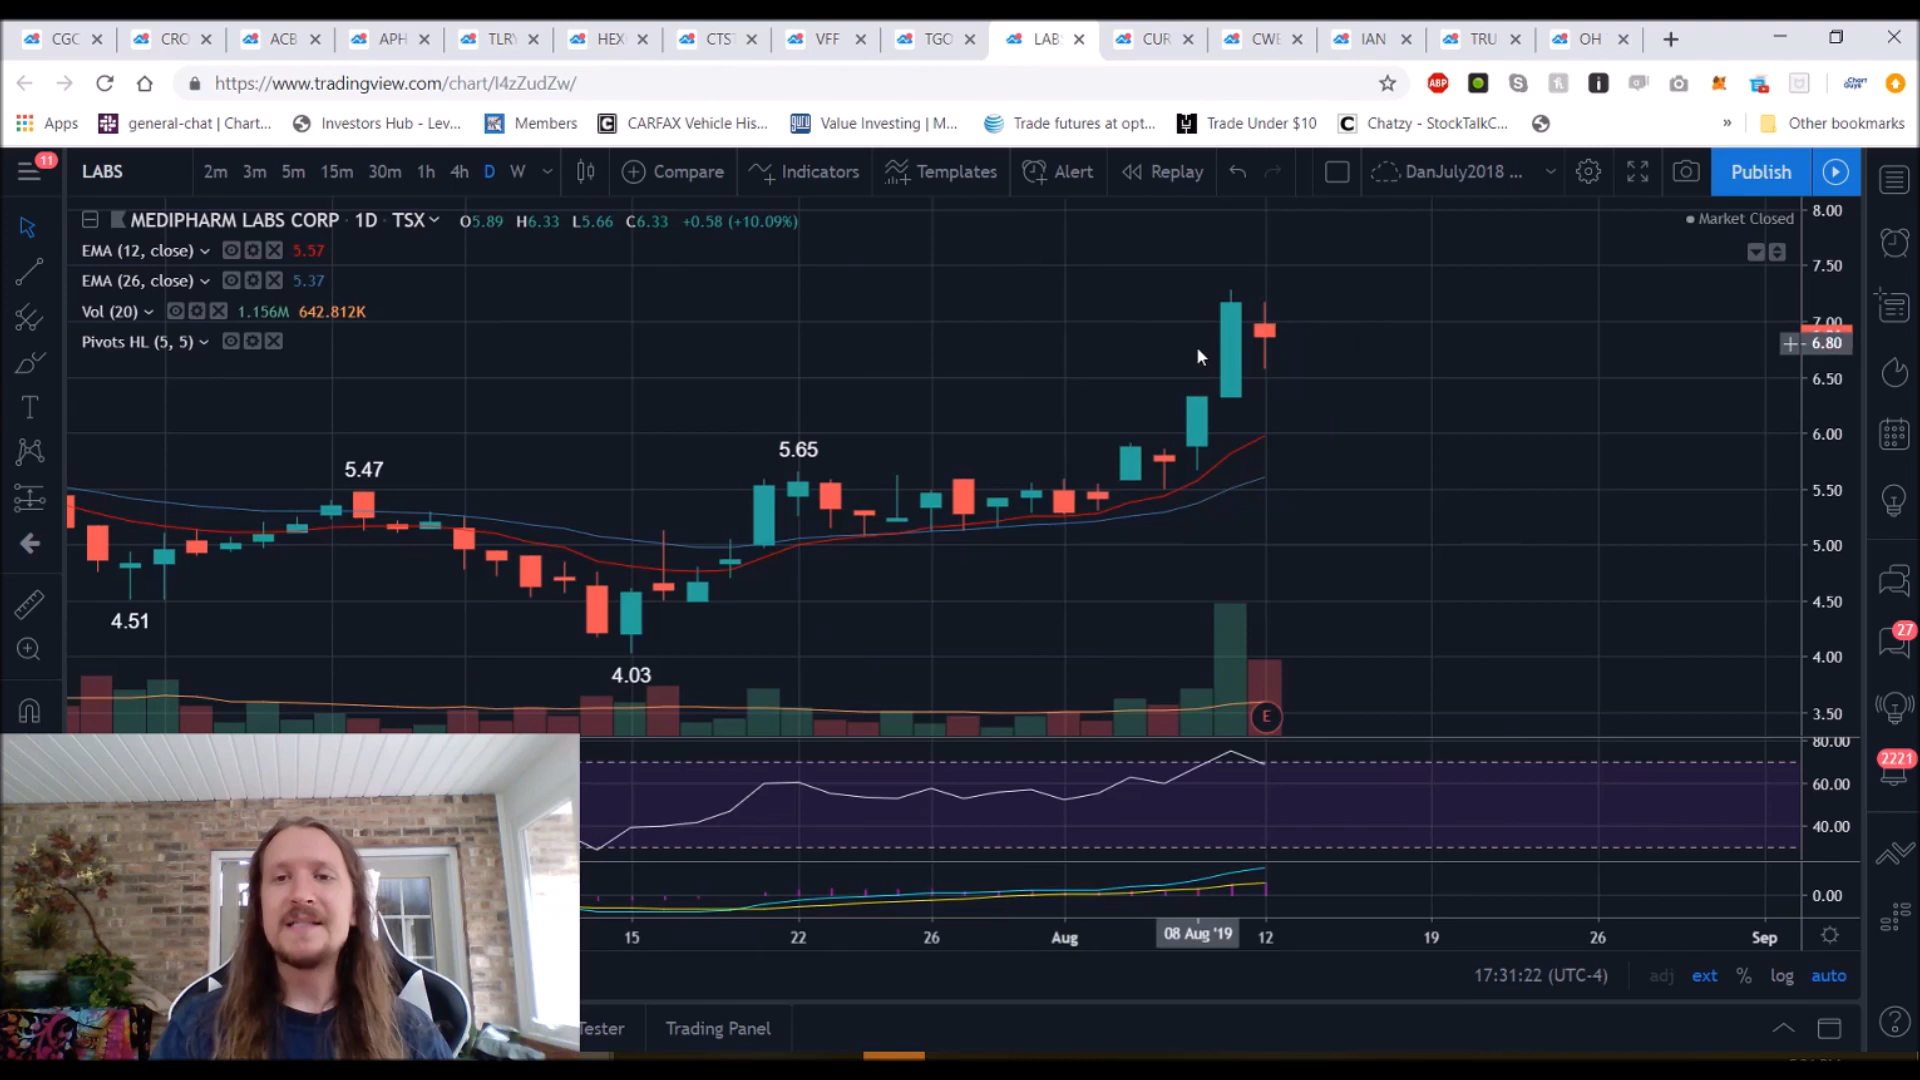 CGC CRO ACB APH TLRY HEX CTST VFF TGO LAB CUR CWE IAN TRU OH
https://www.tradingview.com/chart/I4zZudZw/
ABP
Apps general-chat | Chart... Investors Hub - Lev... Members CARFAX Vehicle His... Value Investing | M... Trade futures at opt... Trade Under $10 Chatzy - StockTalkC... » Other bookmarks
11 LABS 2m 3m 5m 15m 30m 1h 4h D W Compare Indicators Templates Alert Replay DanJuly2018 ... Publish
MEDIPHARM LABS CORP · 1D · TSX O5.89 H6.33 L5.66 C6.33 +0.58 (+10.09%) Market Closed 8.00
EMA (12, close) 5.57
7.50
EMA (26, close) 5.37
Vol (20) 1.156M 642.812K
7.00
Pivots HL (5, 5)
6.80
6.50
6.00
5.65
5.47
5.50
5.00
4.50
4.51
4.00
4.03
3.50
E
27
80.00
2221
60.00
40.00
0.00
15 22 26 Aug 08 Aug '19 12 19 26 Sep
17:31:22 (UTC-4) adj ext % log auto
Tester Trading Panel